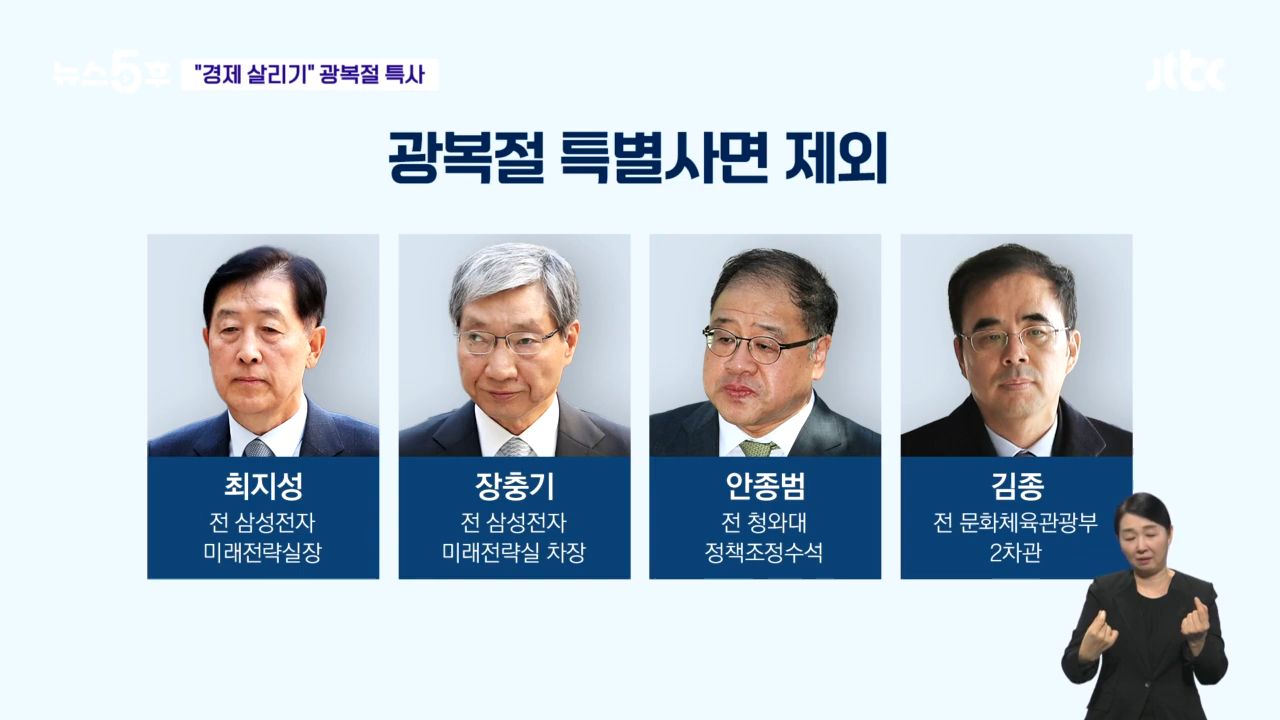 뉴스5후
"경제 살리기" 광복절 특사
jtbc
광복절 특별사면 제외
최지성
전 삼성전자
미래전략실장
장충기
전 삼성전자
미래전략실 차장
안종범
전 청와대
정책조정수석
김종
전 문화체육관광부
2차관